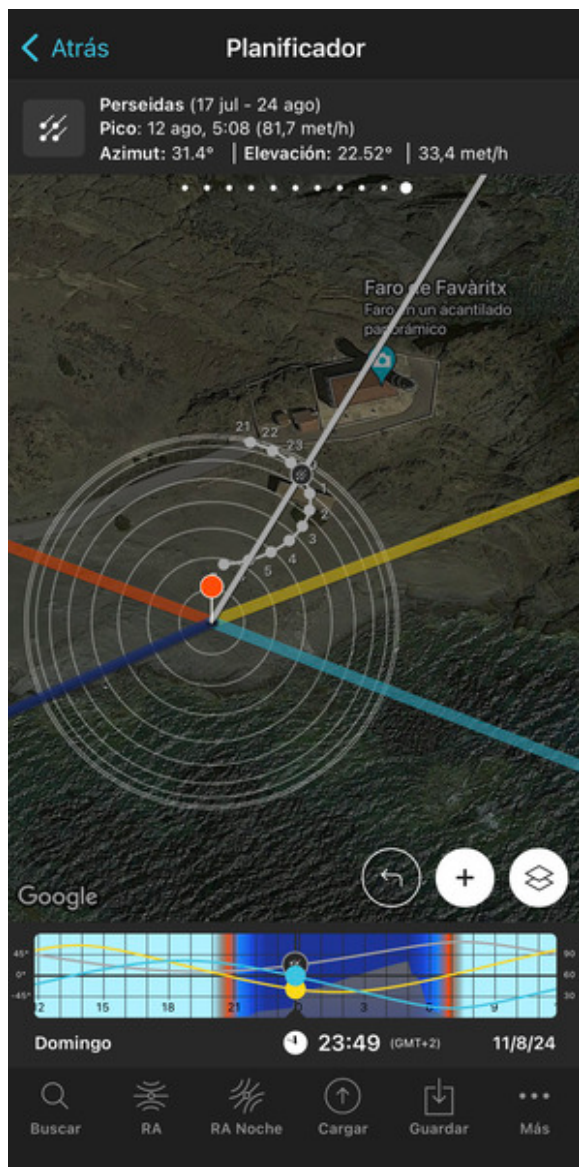 Atrás
Planificador
Perseidas (17 jul - 24 ago)
Pico: 12 ago, 5:08 (81,7 met/h)
Azimut: 31.4° | Elevación: 22.52° | 33,4 met/h
Faro de Favàritx
Faro en un acantilado
panorámico
21
22
23
1
2
3
4
5
Google
45°
0°
-45°
90
60
30
12 15 18 21 0 3 6 9
Domingo
23:49 (GMT+2)
11/8/24
Buscar
RA
RA Noche
Cargar
Guardar
Más